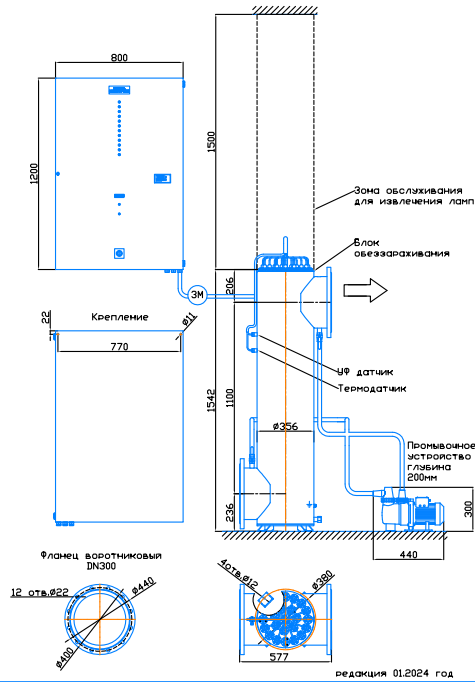 800
1200
1500
Зома обслуживания
для извлечения ламп
Блок
обеззараживания
206
3М
22
Крепление
Ø11
770
УФ датчик
Термодатчик
1542
1100
Ø356
Промывочное
устройство
глубина
200мм
300
236
440
Фланец воротниковый
DN300
12 отв.Ø22
Ø440
Ø400
4отв.Ø12
Ø380
577
редакция 01.2024 год